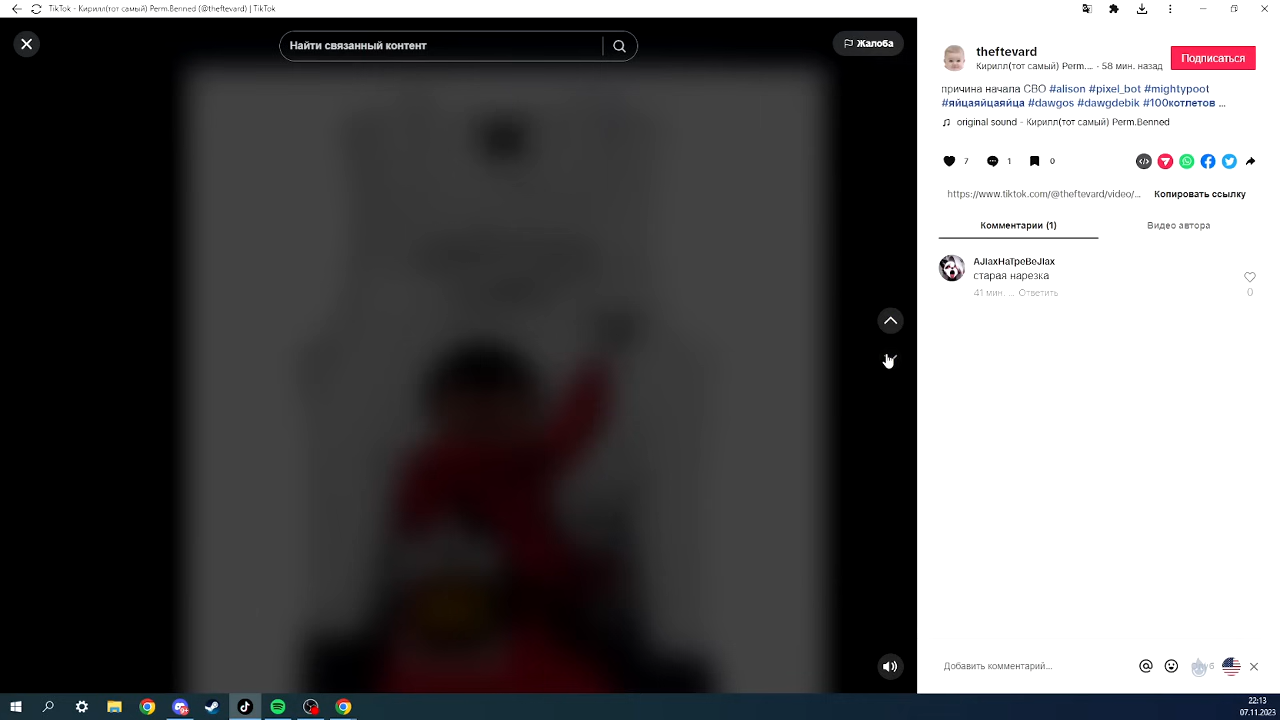 TikTok - Кирилл(тот самый) Perm.Benned (@theftevard) | TikTok
Найти связанный контент
Жалоба
theftevard
Кирилл(тот самый) Perm.... · 58 мин. назад
Подписаться
причина начала СВО #alison #pixel_bot #mightypoot
#яйцаяйцаяйца #dawgos #dawgdebik #100котлетов ...
original sound - Кирилл(тот самый) Perm.Benned
7
1
0
https://www.tiktok.com/@theftevard/video/...
Копировать ссылку
Комментарии (1)
Видео автора
AJlaxHaTpeBeJlax
старая нарезка
41 мин. ... Ответить
0
Добавить комментарий...
22:13
07.11.2023